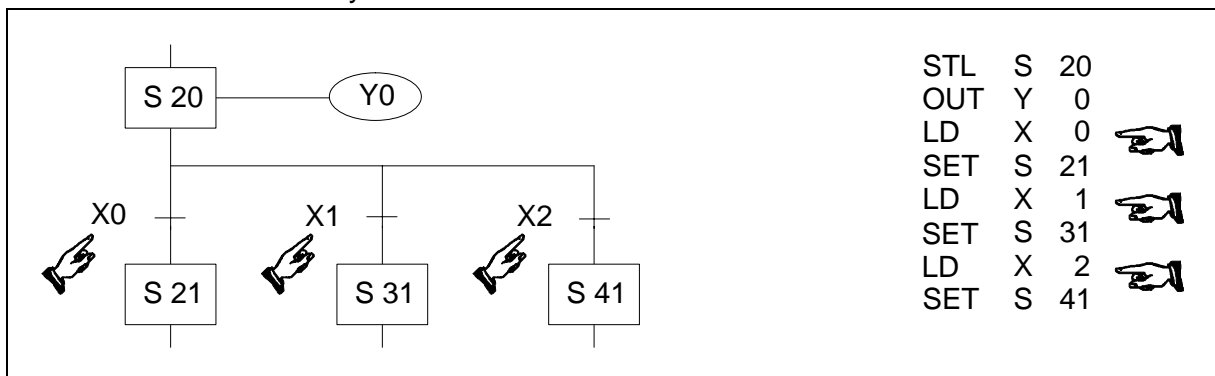 S 20
Y0
X0
X1
X2
S 21
S 31
S 41
STL S 20
OUT Y 0
LD X 0
SET S 21
LD X 1
SET S 31
LD X 2
SET S 41